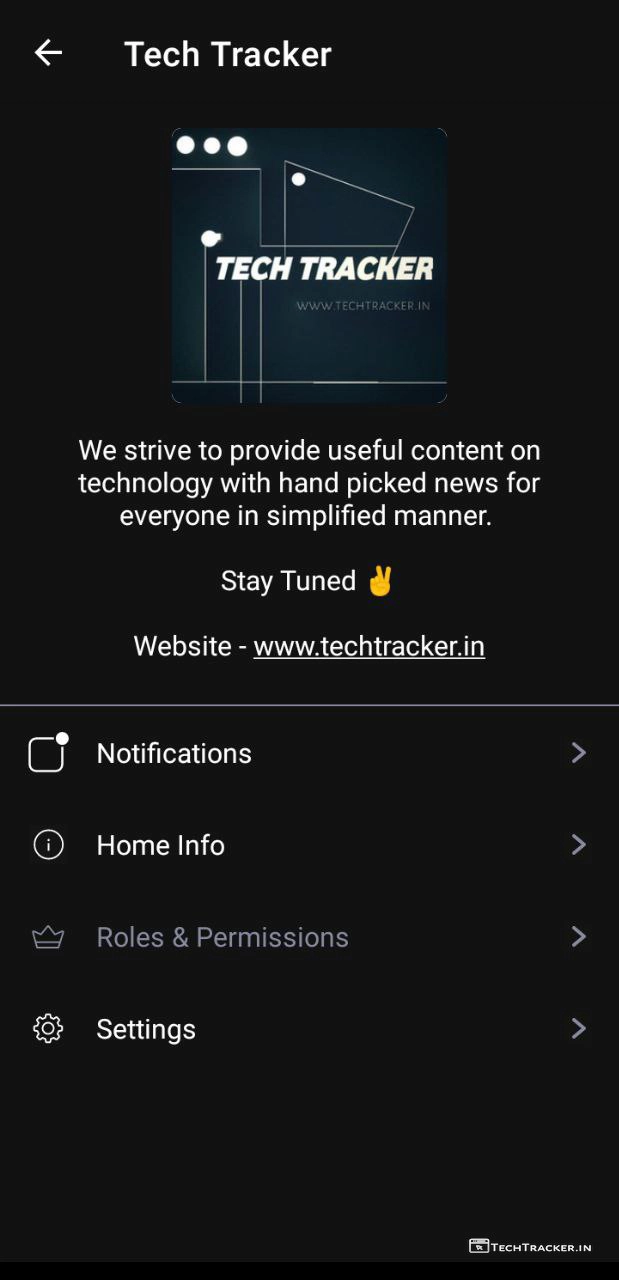 Tech Tracker
TECH TRACKER
WWW.TECHTRACKER.IN
We strive to provide useful content on
technology with hand picked news for
everyone in simplified manner.
Stay Tuned ✌️
Website - www.techtracker.in
Notifications
Home Info
Roles & Permissions
Settings
TECHTRACKER.IN